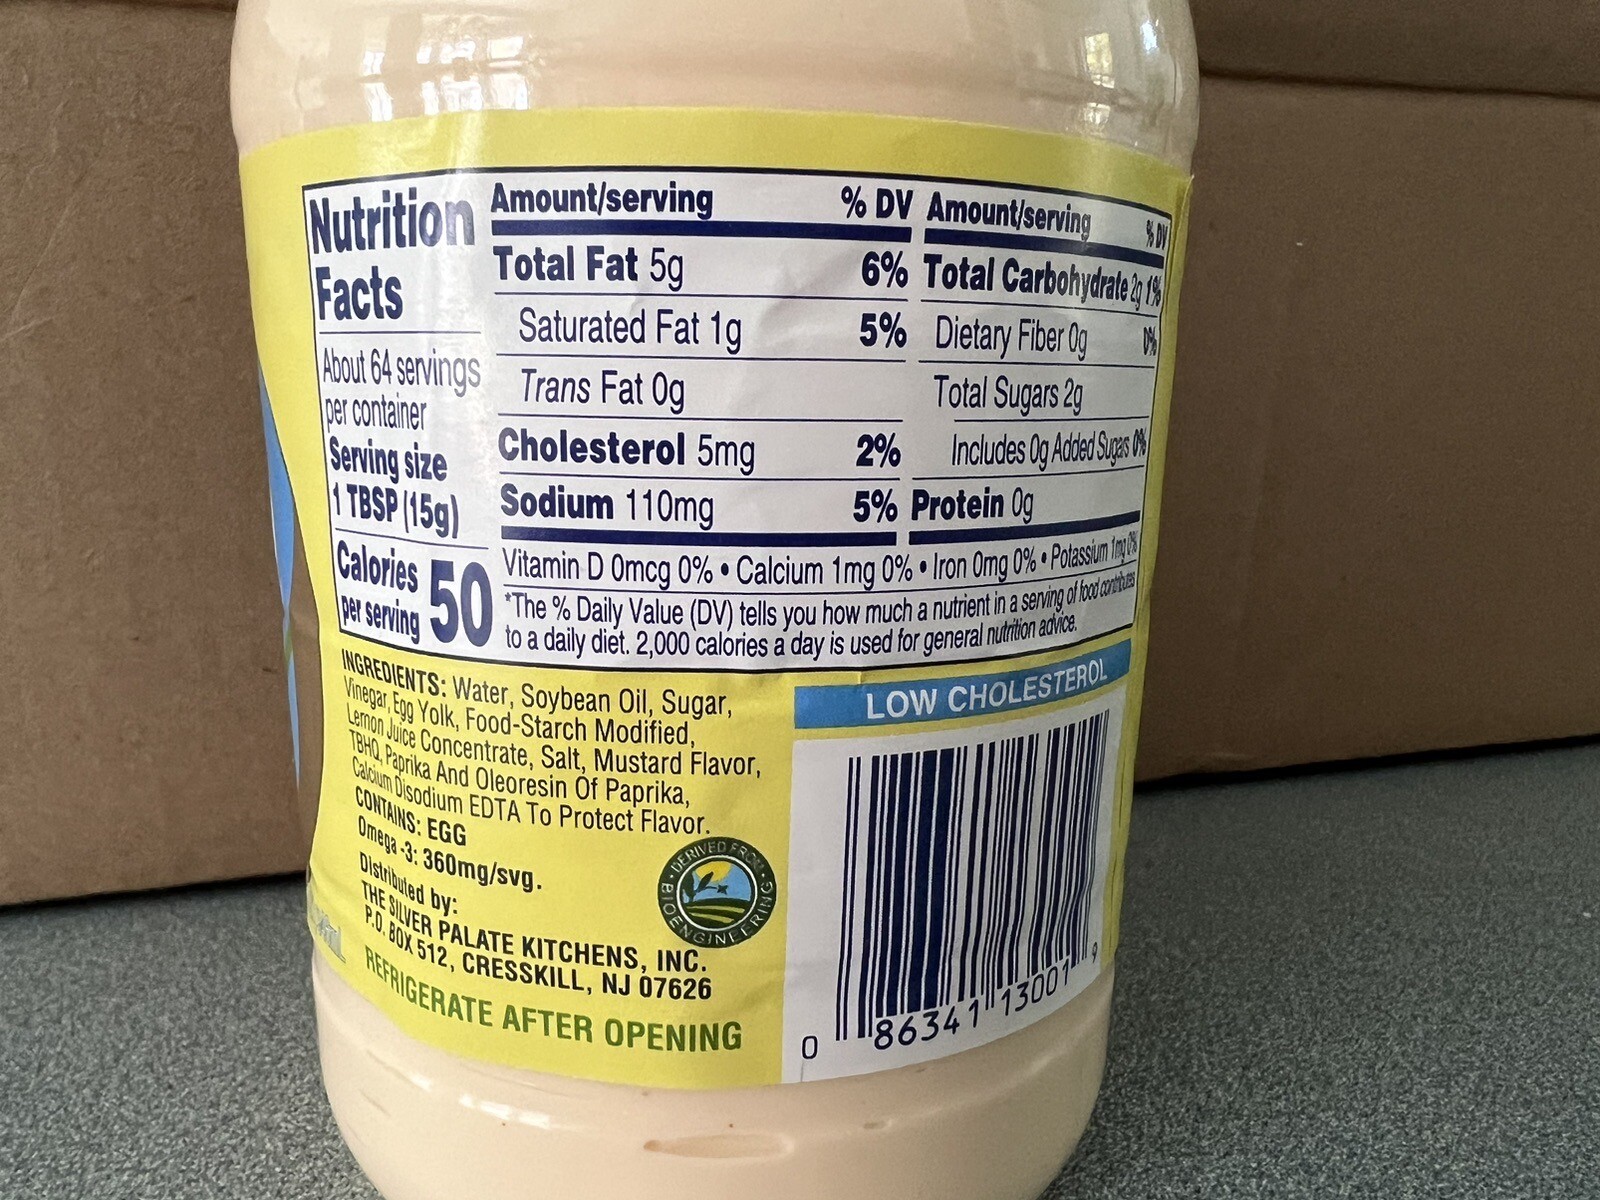 Nutrition
Facts
About 64 servings
per container
Serving size
1 TBSP (15g)
Calories
per serving 50
Amount/serving % DV
Total Fat 5g 6%
Saturated Fat 1g 5%
Trans Fat 0g
Cholesterol 5mg 2%
Sodium 110mg 5%
Amount/serving % DV
Total Carbohydrate 2g 1%
Dietary Fiber 0g 0%
Total Sugars 2g
Includes 0g Added Sugars 0%
Protein 0g
Vitamin D 0mcg 0% • Calcium 1mg 0% • Iron 0mg 0% • Potassium 1mg 0%
*The % Daily Value (DV) tells you how much a nutrient in a serving of food contributes
to a daily diet. 2,000 calories a day is used for general nutrition advice.
INGREDIENTS: Water, Soybean Oil, Sugar,
Vinegar, Egg Yolk, Food-Starch Modified,
Lemon Juice Concentrate, Salt, Mustard Flavor,
TBHQ, Paprika And Oleoresin Of Paprika,
Calcium Disodium EDTA To Protect Flavor.
CONTAINS: EGG
Omega -3: 360mg/svg.
Distributed by:
THE SILVER PALATE KITCHENS, INC.
P.O. BOX 512, CRESSKILL, NJ 07626
REFRIGERATE AFTER OPENING
DERIVED FROM
BIOENGINEERING
LOW CHOLESTEROL
0 86341 13001 9